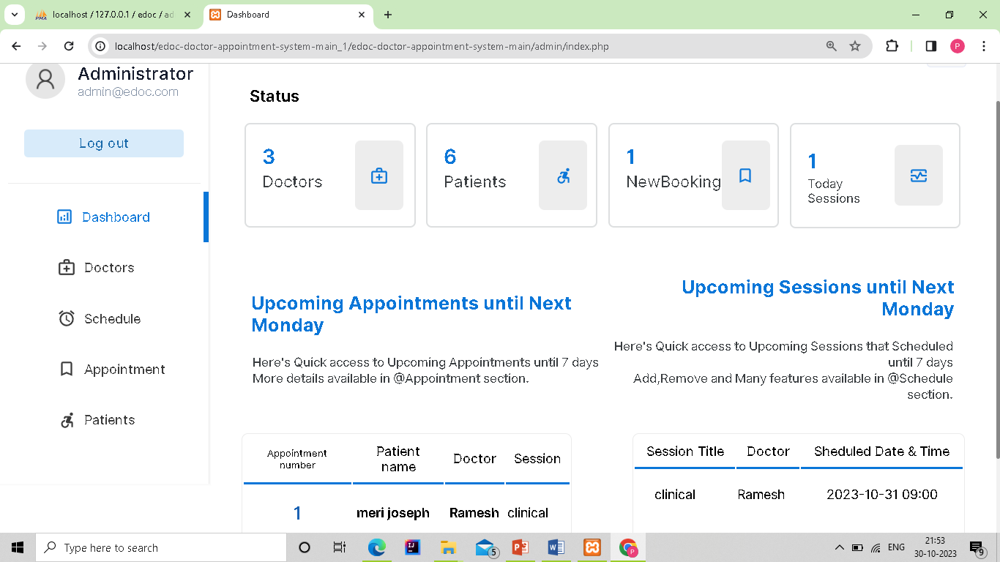 localhost / 127.0.0.1 / edoc / ad
Dashboard
localhost/edoc-doctor-appointment-system-main_1/edoc-doctor-appointment-system-main/admin/index.php
P
Administrator
admin@edoc.com
Log out
Dashboard
Doctors
Schedule
Appointment
Patients
Status
3
Doctors
6
Patients
1
NewBooking
1
Today
Sessions
Upcoming Appointments until Next
Monday
Here's Quick access to Upcoming Appointments until 7 days
More details available in @Appointment section.
Upcoming Sessions until Next
Monday
Here's Quick access to Upcoming Sessions that Scheduled
until 7 days
Add,Remove and Many features available in @Schedule
section.
Appointment
number
Patient
name
Doctor
Session
1
meri joseph
Ramesh
clinical
Session Title
Doctor
Sheduled Date & Time
clinical
Ramesh
2023-10-31 09:00
Type here to search
5
P
ENG
21:53
30-10-2023
9